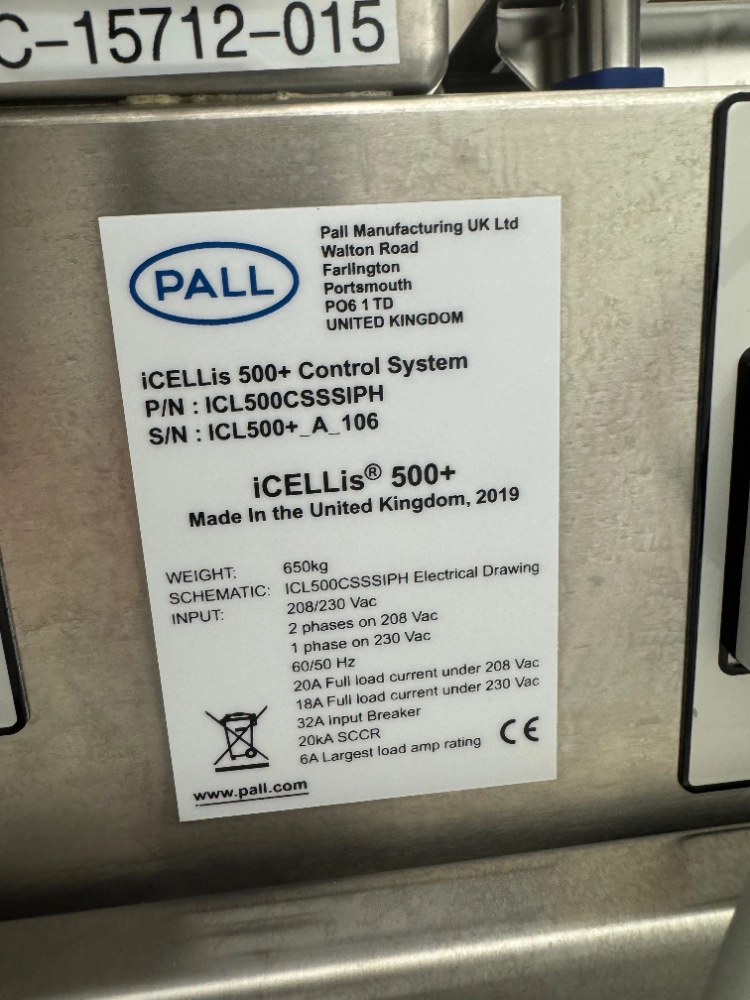 C-15712-015
PALL
Pall Manufacturing UK Ltd
Walton Road
Farlington
Portsmouth
PO6 1 TD
UNITED KINGDOM
iCELLis 500+ Control System
P/N : ICL500CSSSIPH
S/N : ICL500+_A_106
iCELLis® 500+
Made In the United Kingdom, 2019
WEIGHT: 650kg
SCHEMATIC: ICL500CSSSIPH Electrical Drawing
INPUT: 208/230 Vac
2 phases on 208 Vac
1 phase on 230 Vac
60/50 Hz
20A Full load current under 208 Vac
18A Full load current under 230 Vac
32A Input Breaker
20kA SCCR
6A Largest load amp rating
CE
www.pall.com